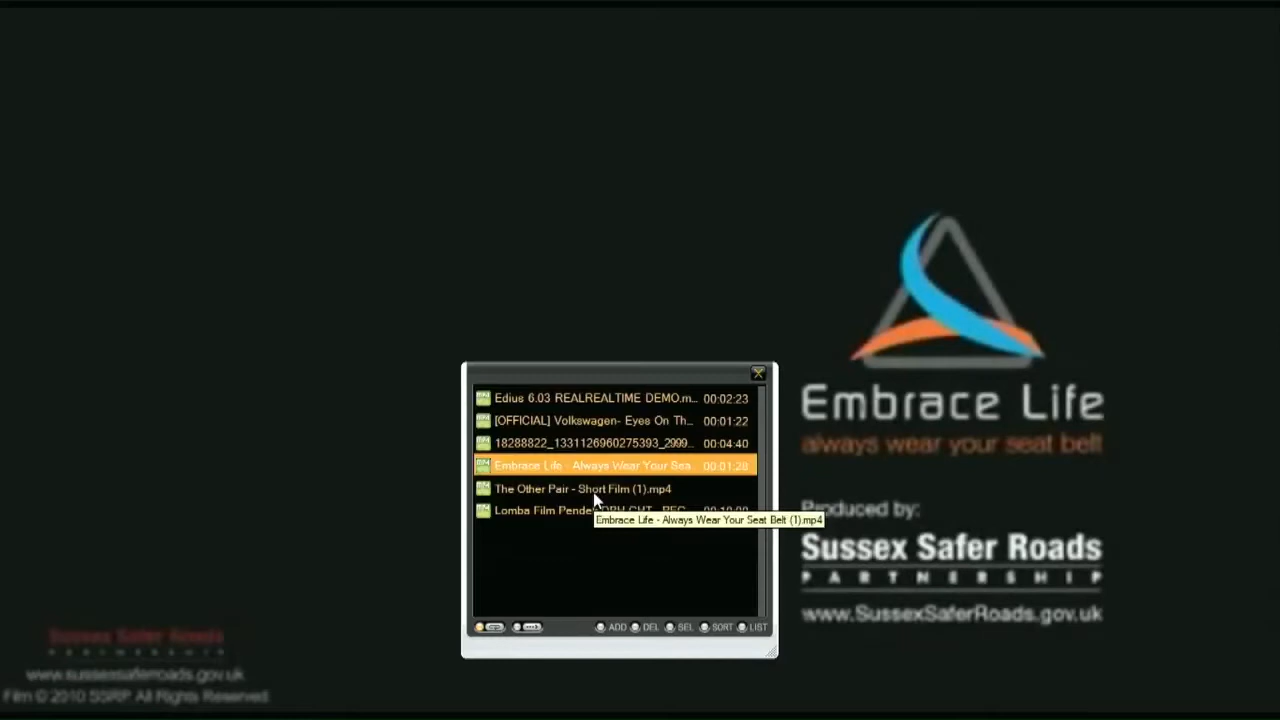 Edius 6.03 REALREALTIME DEMO.m... 00:02:23
[OFFICIAL] Volkswagen- Eyes On Th... 00:01:22
18288822_1331126960275393_2999... 00:04:40
Embrace Life - Always Wear Your Sea 00:01:28
The Other Pair - Short Film (1).mp4
Lomba Film Pende
Embrace Life - Always Wear Your Seat Belt (1).mp4
ADD DEL SEL SORT LIST
Embrace Life
always wear your seat belt
Produced by:
Sussex Safer Roads
PARTNERSHIP
www.SussexSaferRoads.gov.uk
Sussex Safer Roads
PARTNERSHIP
www.sussexsaferroads.gov.uk
Film © 2010 SSRP All Rights Reserved